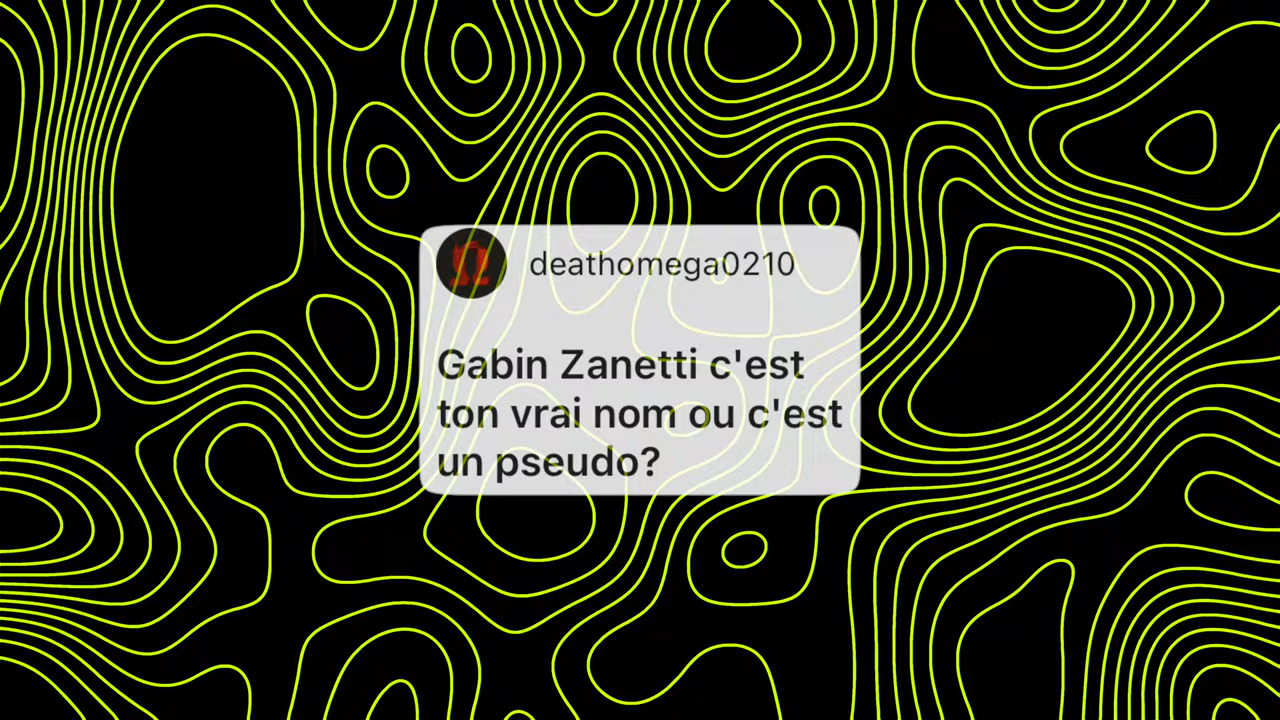 deathomega0210
Gabin Zanetti c'est
ton vrai nom ou c'est
un pseudo?